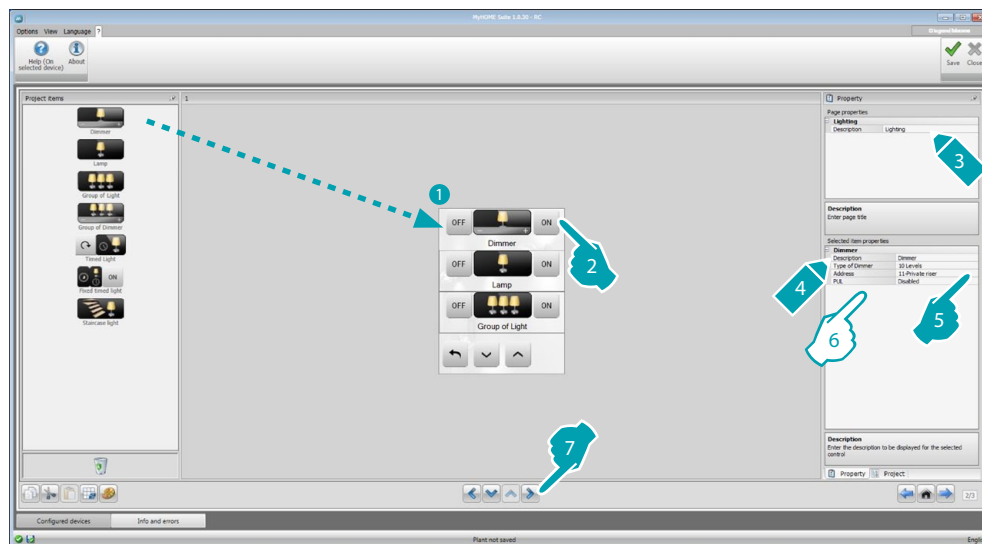 MyHOME Suite 1.0.20 - RC
Options View Language ?
Help (On selected device)
About
Save Close
Project items
1
Property
Dimmer
Lamp
Group of Light
Group of Dimmer
Timed Light
ON
Fixed timed light
Staircase light
1
OFF ON
Dimmer
2
OFF ON
Lamp
OFF ON
Group of Light
7
Page properties
Lighting
Description Lighting
3
Description
Enter page title
Selected item properties
Dimmer
Description Dimmer
Type of Dimmer 10 Levels
Address 11-Private riser
PUL Disabled
4
5
6
Description
Enter the description to be displayed for the selected
control
Property Project
2/3
Configured devices Info and errors
Plant not saved